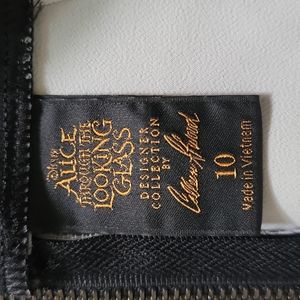 Disney
ALICE
THROUGH THE
LOOKING
GLASS
DESIGNER
COLLECTION
BY
Colleen Atwood
10
Made in Vietnam